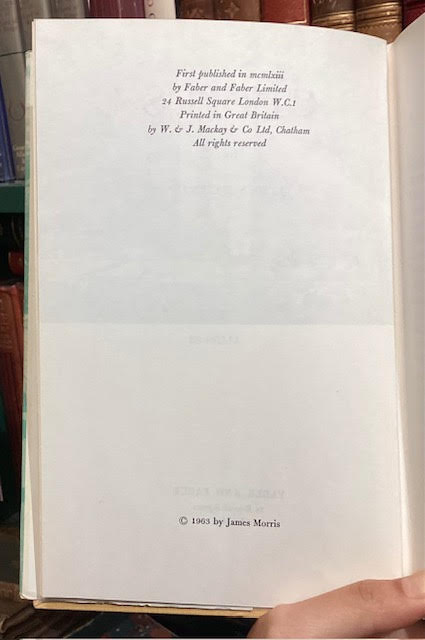 First published in mcmlxiii
by Faber and Faber Limited
24 Russell Square London W.C.1
Printed in Great Britain
by W. & J. Mackay & Co Ltd, Chatham
All rights reserved
© 1963 by James Morris